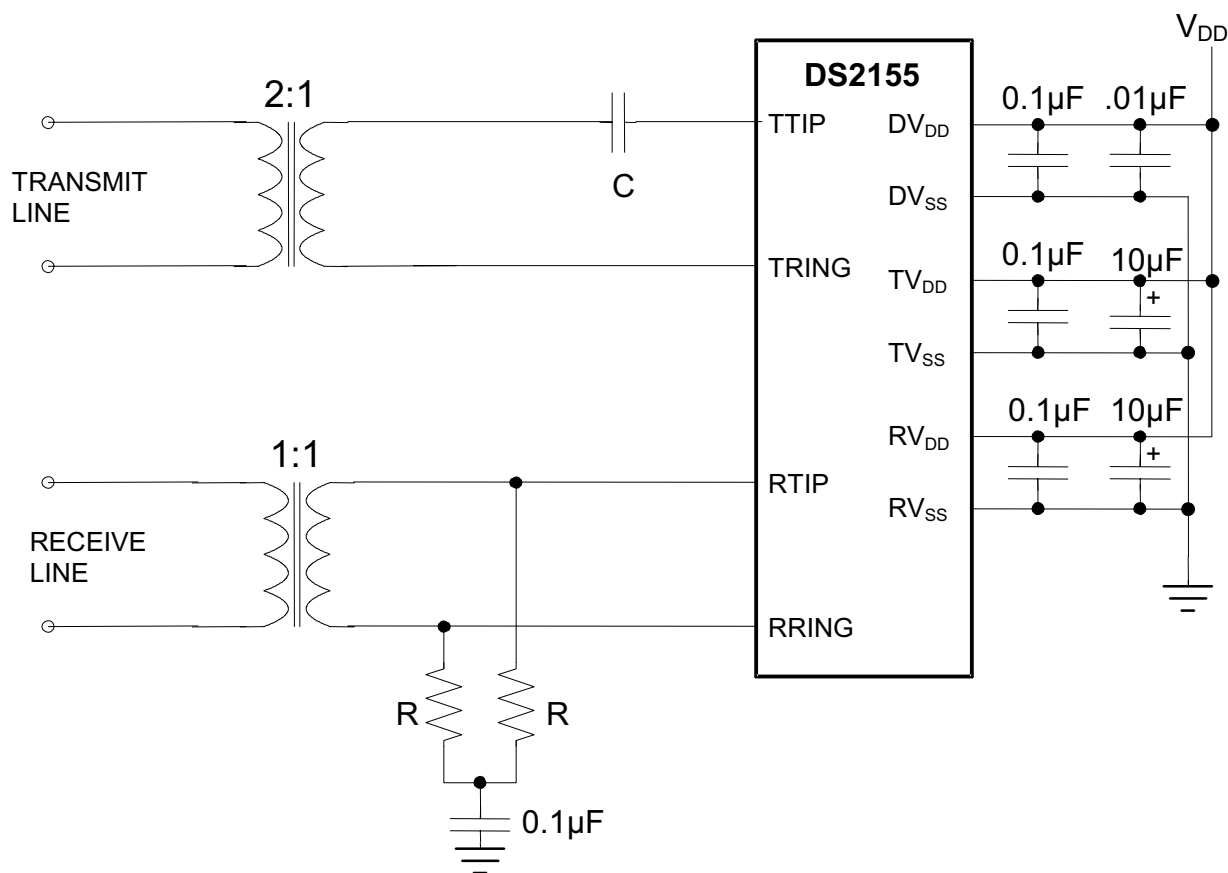 V_DD
DS2155
2:1
0.1µF .01µF
TTIP DV_DD
TRANSMIT
LINE
C
DV_SS
TRING
0.1µF 10µF
TV_DD
+
TV_SS
0.1µF 10µF
1:1
RV_DD
+
RTIP
RV_SS
RECEIVE
LINE
RRING
R R
0.1µF